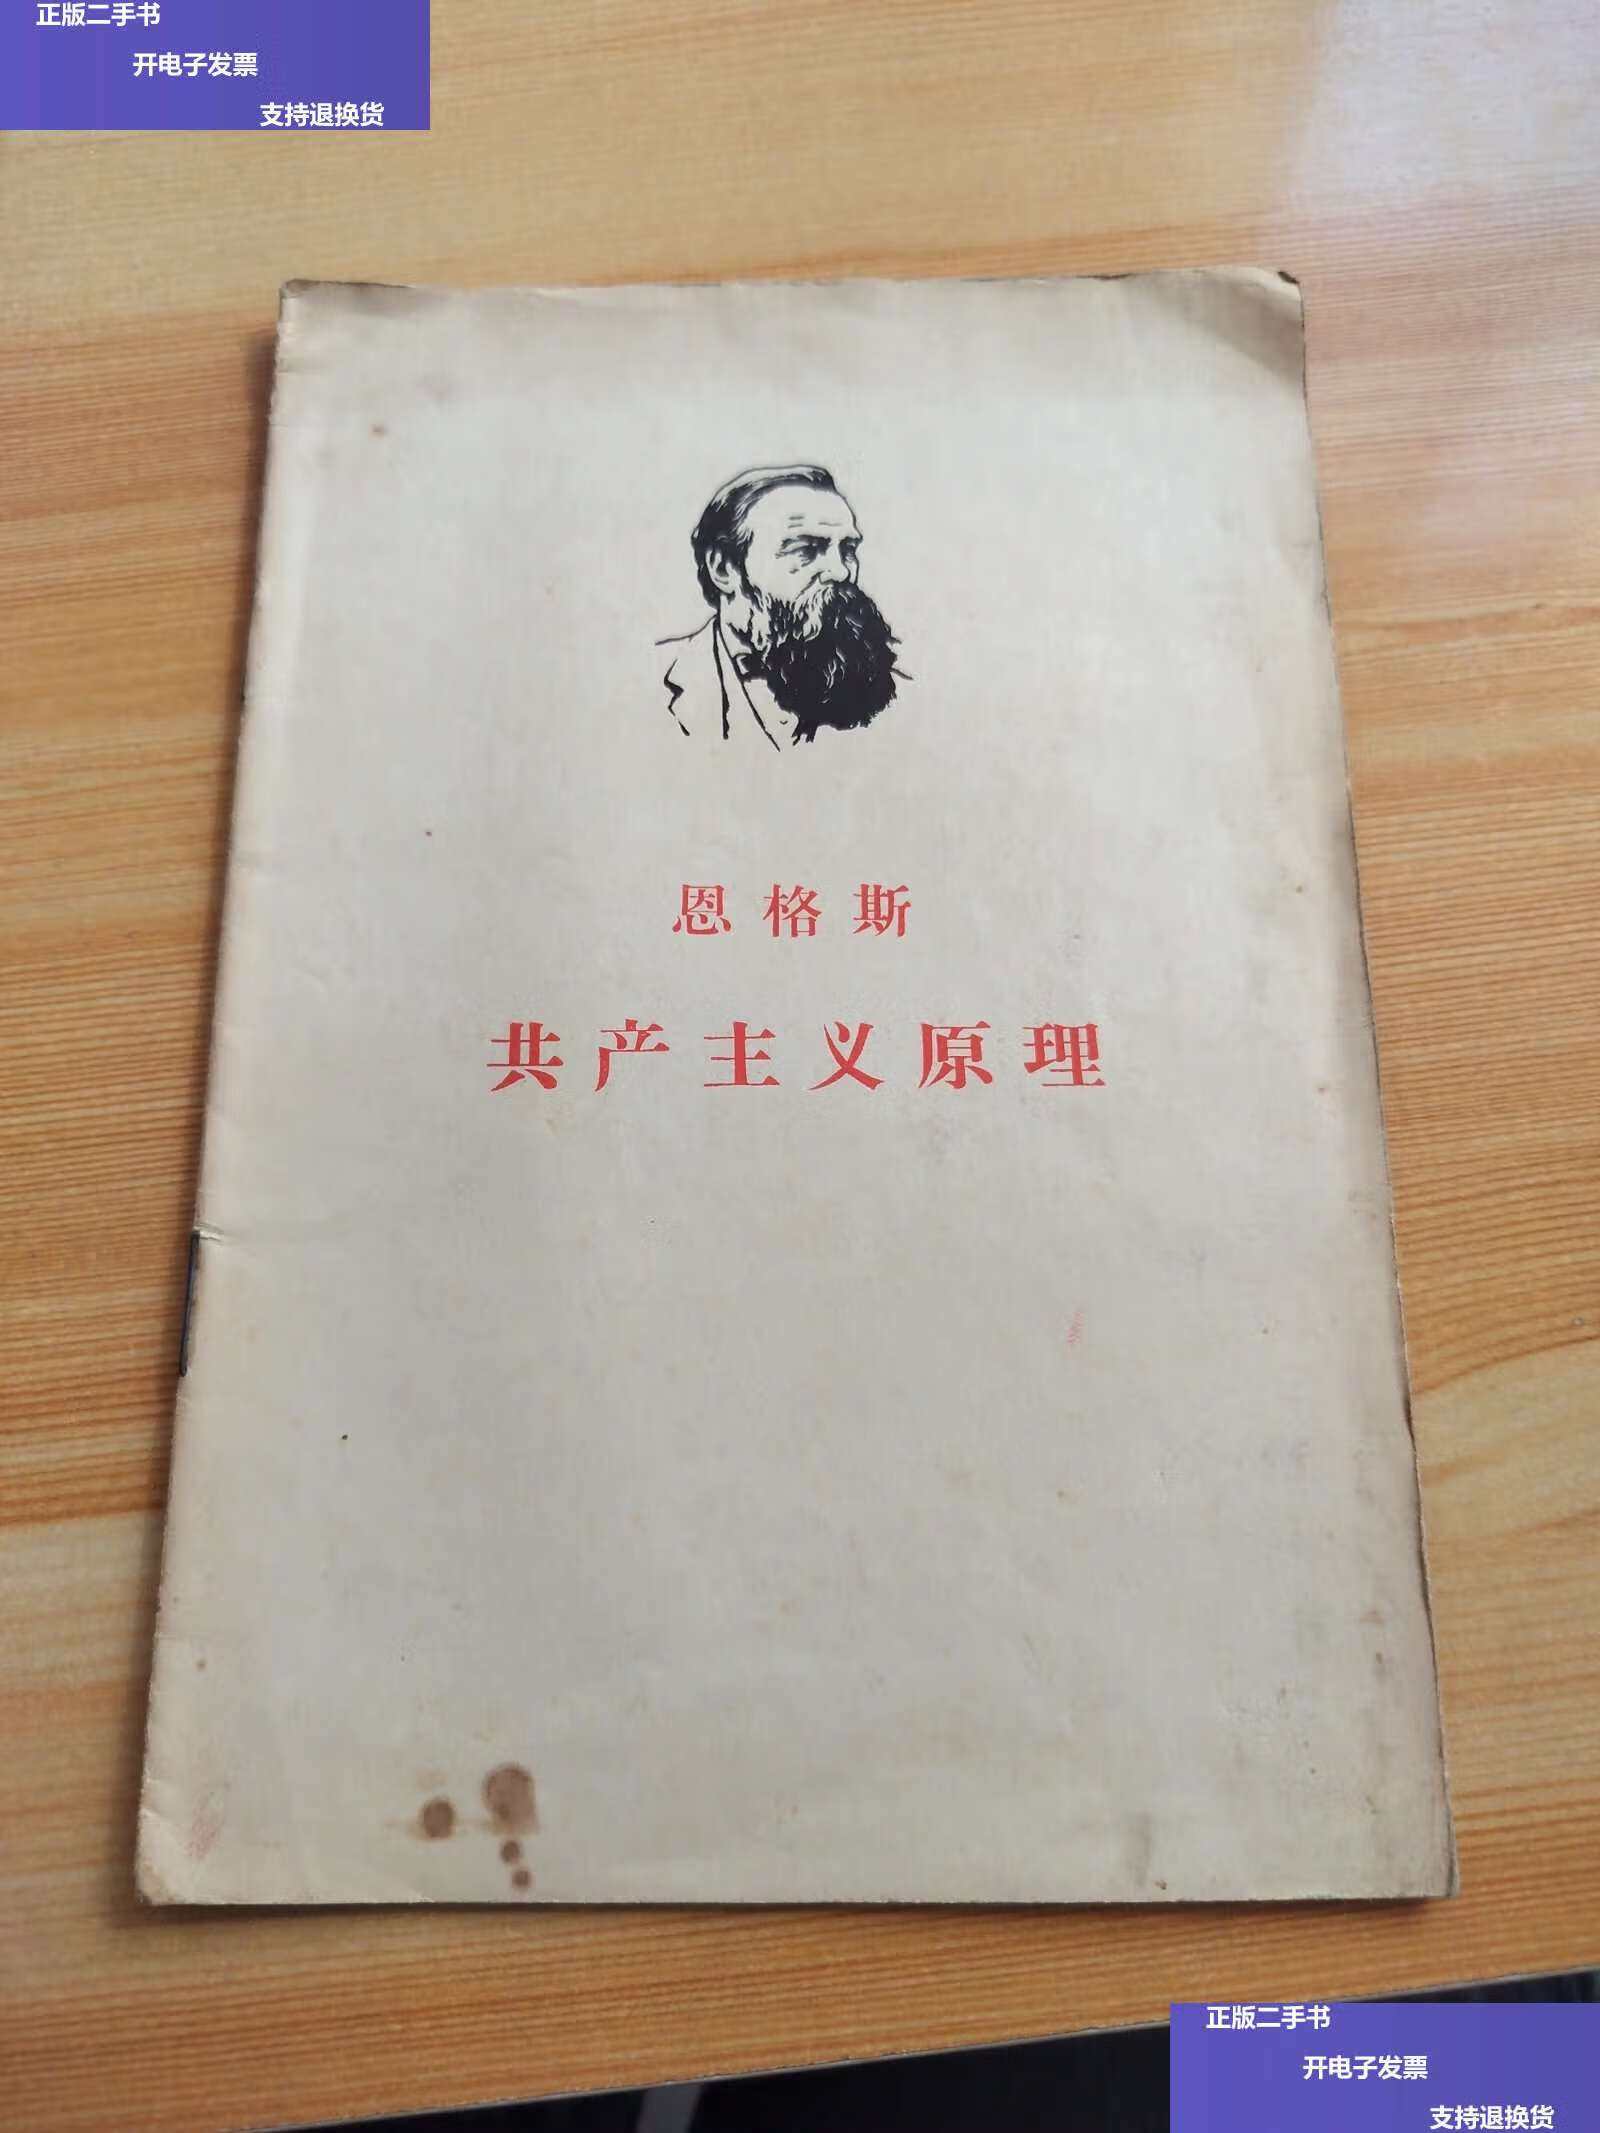 正版二手书
开电子发票
支持退换货
恩格斯
共产主义原理
正版二手书
开电子发票
支持退换货